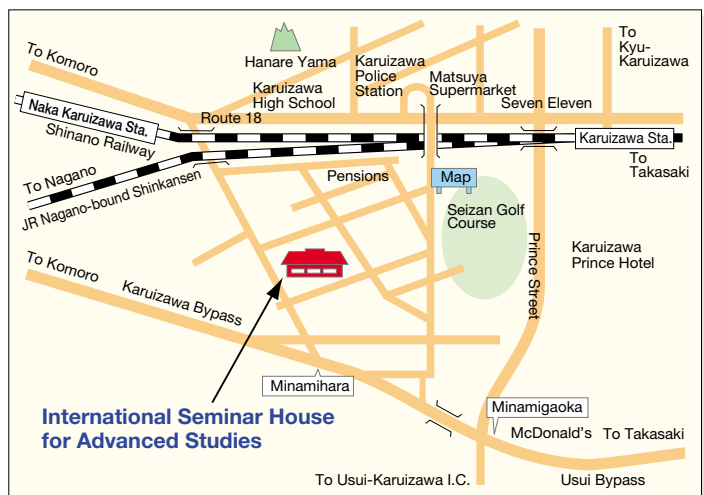 To Komoro
Hanare Yama
Karuizawa
High School
Karuizawa
Police
Station
Matsuya
Supermarket
To
Kyu-
Karuizawa
Seven Eleven
Naka Karuizawa Sta.
Route 18
Shinano Railway
Karuizawa Sta.
To
Takasaki
To Nagano
JR Nagano-bound Shinkansen
Pensions
Map
Seizan Golf
Course
Prince Street
Karuizawa
Prince Hotel
To Komoro
Karuizawa Bypass
Minamihara
International Seminar House
for Advanced Studies
Minamigaoka
McDonald's
To Takasaki
To Usui-Karuizawa I.C.
Usui Bypass